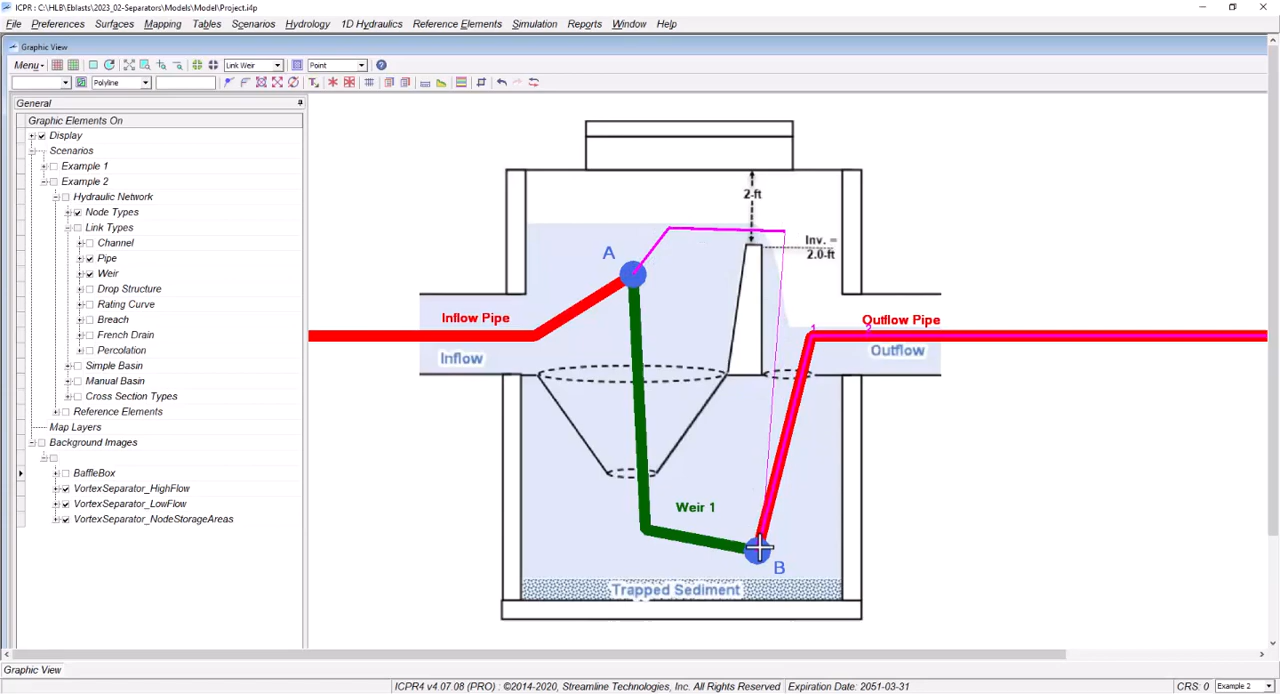 ICPR : C:\HLB\Eblasts\2023_02-Separators\Models\Model\Project.i4p
File Preferences Surfaces Mapping Tables Scenarios Hydrology 1D Hydraulics Reference Elements Simulation Reports Window Help
Graphic View
Menu Link Weir Point
Polyline
General
Graphic Elements On
Display
Scenarios
Example 1
Example 2
Hydraulic Network
Node Types
Link Types
Channel
Pipe
Weir
Drop Structure
Rating Curve
Breach
French Drain
Percolation
Simple Basin
Manual Basin
Cross Section Types
Reference Elements
Map Layers
Background Images
BaffleBox
VortexSeparator_HighFlow
VortexSeparator_LowFlow
VortexSeparator_NodeStorageAreas
2-ft
Inv. =
2.0-ft
A
Inflow Pipe
Inflow
1
2
Outflow Pipe
Outflow
Weir 1
B
Trapped Sediment
Graphic View
ICPR4 v4.07.08 (PRO) : ©2014-2020, Streamline Technologies, Inc. All Rights Reserved
Expiration Date: 2051-03-31
CRS: 0
Example 2